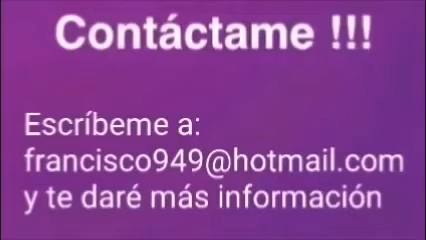 Contáctame !!!
Escríbeme a:
francisco949@hotmail.com
y te daré más información